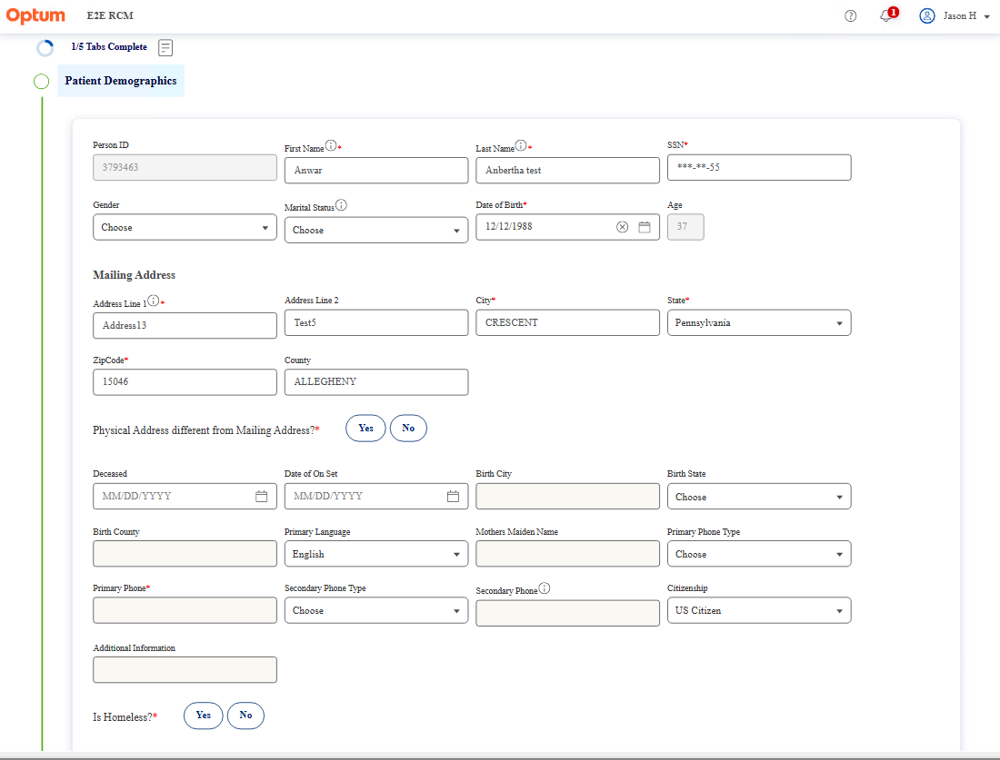 Optum E2E RCM 1 Jason H
1/5 Tabs Complete
Patient Demographics
Person ID First Name * Last Name * SSN*
3793463 Anwar Anbertha test ***-**-55
Gender Marital Status Date of Birth* Age
Choose Choose 12/12/1988 37
Mailing Address
Address Line 1 * Address Line 2 City* State*
Address13 Test5 CRESCENT Pennsylvania
ZipCode* County
15046 ALLEGHENY
Physical Address different from Mailing Address?* Yes No
Deceased Date of On Set Birth City Birth State
MM/DD/YYYY MM/DD/YYYY Choose
Birth County Primary Language Mothers Maiden Name Primary Phone Type
English Choose
Primary Phone* Secondary Phone Type Secondary Phone Citizenship
Choose US Citizen
Additional Information
Is Homeless?* Yes No